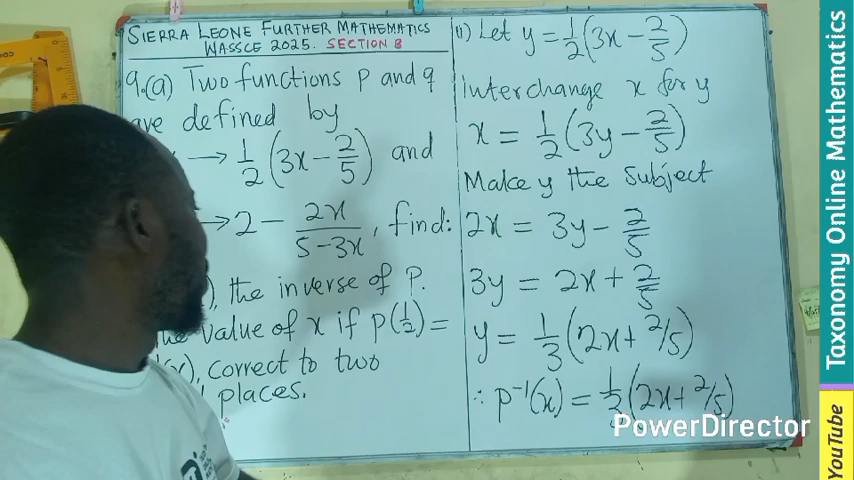 SIERRA LEONE FURTHER MATHEMATICS
WASSCE 2025. SECTION B
9.(a) Two functions P and q
are defined by
→ 1/2 (3x − 2/5) and
→ 2 − 2x/(5−3x), find:
), the inverse of P.
the value of x if p(1/2) =
(x), correct to two
places.
(i) Let y = 1/2 (3x − 2/5)
Interchange x for y
x = 1/2 (3y − 2/5)
Make y the subject
2x = 3y − 2/5
3y = 2x + 2/5
y = 1/3 (2x + 2/5)
∴ p⁻¹(x) = 1/3 (2x + 2/5)
PowerDirector
Taxonomy Online Mathematics
YouTube